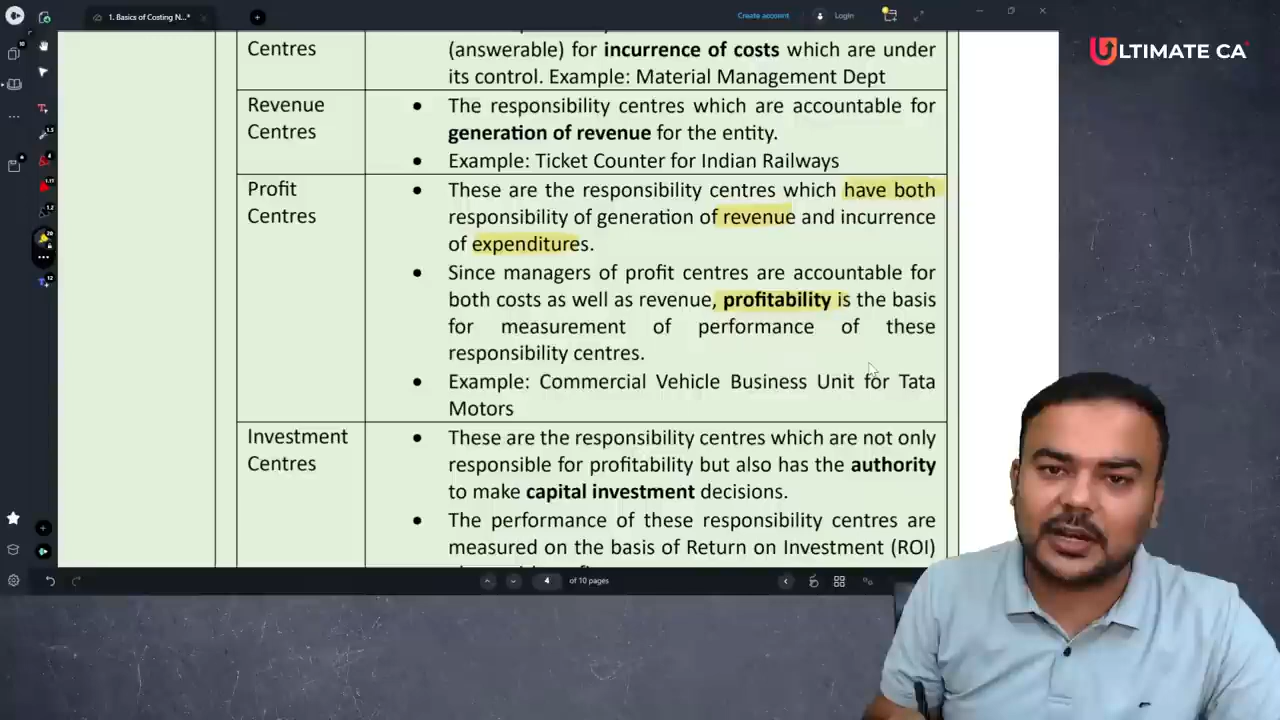 1. Basics of Costing N...*
Create account
Login
ULTIMATE CA
Centres
(answerable) for incurrence of costs which are under
its control. Example: Material Management Dept
Revenue
Centres
• The responsibility centres which are accountable for
generation of revenue for the entity.
• Example: Ticket Counter for Indian Railways
Profit
Centres
• These are the responsibility centres which have both
responsibility of generation of revenue and incurrence
of expenditures.
• Since managers of profit centres are accountable for
both costs as well as revenue, profitability is the basis
for measurement of performance of these
responsibility centres.
• Example: Commercial Vehicle Business Unit for Tata
Motors
Investment
Centres
• These are the responsibility centres which are not only
responsible for profitability but also has the authority
to make capital investment decisions.
• The performance of these responsibility centres are
measured on the basis of Return on Investment (ROI)
4 of 10 pages